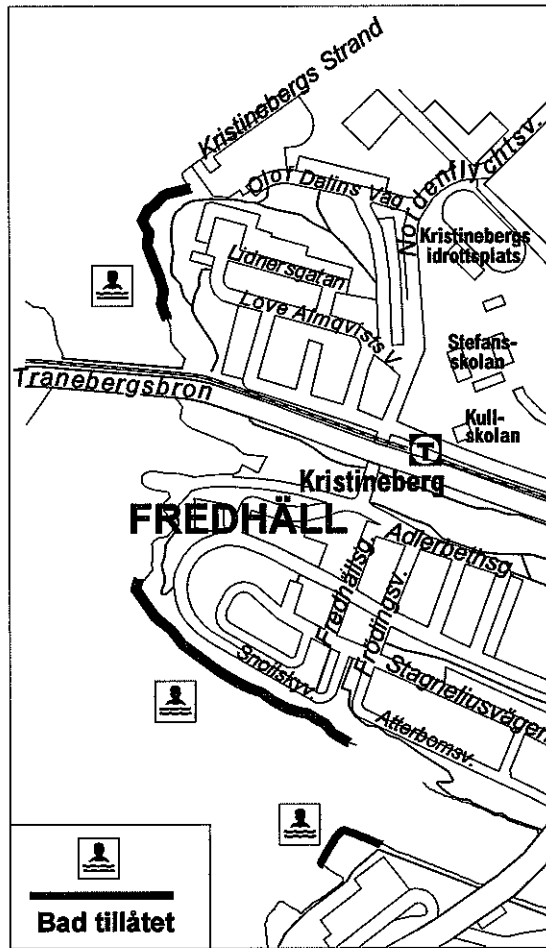 Kristinebergs Strand
Olof Dalins Väg
Nordenflychtsv.
Kristinebergs
idrottsplats
Lidnersgatan
Love Almqvists V.
Stefans-
skolan
Tranebergsbron
Kull-
skolan
T
Kristineberg
FREDHÄLL
Adlerbethsg.
Fredhällsg.
Frödingsv.
Snoilskyv.
Stagneliusvägen
Atterbomsv.
Bad tillåtet